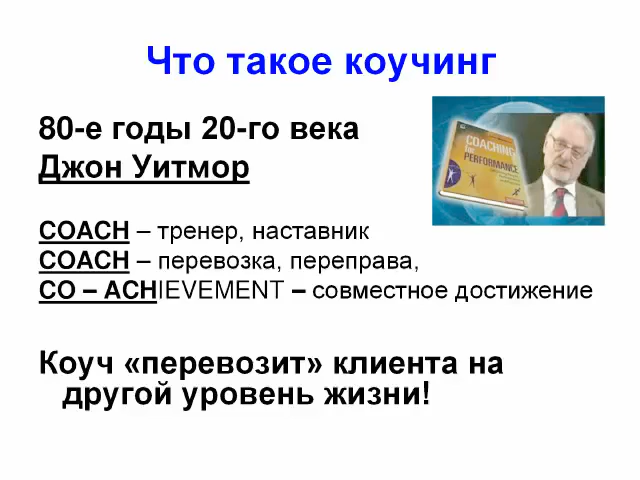 Что такое коучинг
80-е годы 20-го века
Джон Уитмор
COACHING
for
PERFORMANCE
COACH – тренер, наставник
COACH – перевозка, переправа,
CO – ACHIEVEMENT – совместное достижение
Коуч «перевозит» клиента на
другой уровень жизни!